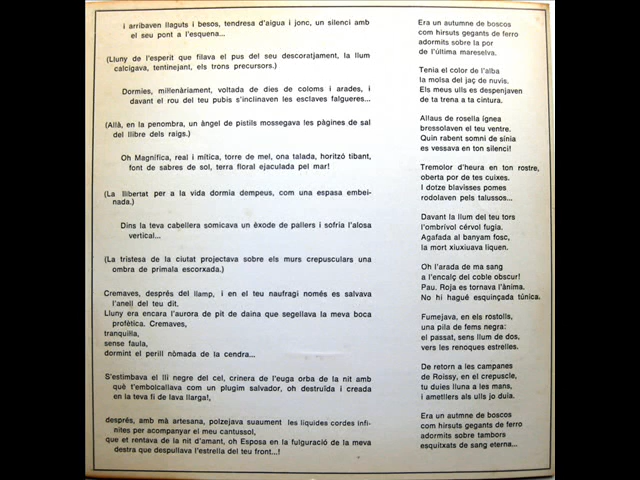 i arribaven llaguts i besos, tendresa d'aigua i jonc, un silenci amb
el seu pont a l'esquena...
(Lluny de l'esperit que filava el pus del seu descoratjament, la llum
calcigava, tentinejant, els trons precursors.)
Dormies, mil·lenàriament, voltada de dies de coloms i arades, i
davant el rou del teu pubis s'inclinaven les esclaves falgueres...
(Allà, en la penombra, un àngel de pistils mossegava les pàgines de sal
del llibre dels raigs.)
Oh Magnífica, real i mítica, torre de mel, ona talada, horitzó tibant,
font de sabres de sol, terra floral ejaculada pel mar!
(La llibertat per a la vida dormia dempeus, com una espasa embei-
nada.)
Dins la teva cabellera somicava un èxode de pallers i sofria l'alosa
vertical...
(La tristesa de la ciutat projectava sobre els murs crepusculars una
ombra de primala escorxada.)
Cremaves, després del llamp, i en el teu naufragi només es salvava
l'anell del teu dit.
Lluny era encara l'aurora de pit de daina que segellava la meva boca
profètica. Cremaves,
tranquil·la,
sense faula,
dormint el perill nòmada de la cendra...
S'estimbava el lli negre del cel, crinera de l'euga orba de la nit amb
què t'embolcallava com un plugim salvador, oh destruïda i creada
en la teva fi de lava llarga!,
després, amb mà artesana, polzejava suaument les líquides cordes infi-
nites per acompanyar el meu cantussol,
que et rentava de la nit d'amant, oh Esposa en la fulguració de la meva
destra que despullava l'estrella del teu front...!
Era un autumne de boscos
com hirsuts gegants de ferro
adormits sobre la por
de l'última mareselva.
Tenia el color de l'alba
la molsa del jaç de nuvis.
Els meus ulls es despenjaven
de ta trena a ta cintura.
Allaus de rosella ígnea
bressolaven el teu ventre.
Quin rabent somni de sínia
es vessava en ton silenci!
Tremolor d'heura en ton rostre,
oberta por de tes cuixes.
I dotze blavisses pomes
rodolaven pels talussos...
Davant la llum del teu tors
l'ombrívol cérvol fugia.
Agafada al banyam fosc,
la mort xiuxiuava liquen.
Oh l'arada de ma sang
a l'encalç del coble obscur!
Pau. Roja es tornava l'ànima.
No hi hagué esquinçada túnica.
Fumejava, en els rostolls,
una pila de fems negra:
el passat, sens llum de dos,
vers les renoques estrelles.
De retorn a les campanes
de Roissy, en el crepuscle,
tu duies lluna a les mans,
i ametllers als ulls jo duia.
Era un autmne de boscos
com hirsuts gegants de ferro
adormits sobre tambors
esquitxats de sang eterna...